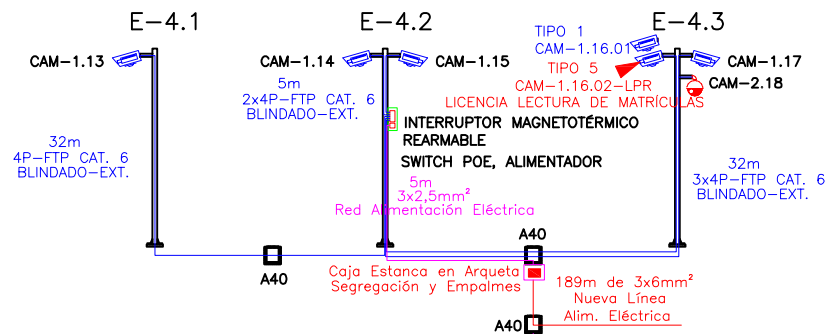 E-4.1
E-4.2
E-4.3
CAM-1.13
CAM-1.14
CAM-1.15
TIPO 1
CAM-1.16.01
CAM-1.17
TIPO 5
CAM-1.16.02-LPR
CAM-2.18
LICENCIA LECTURA DE MATRÍCULAS
5m
2x4P-FTP CAT. 6
BLINDADO-EXT.
INTERRUPTOR MAGNETOTÉRMICO
REARMABLE
SWITCH POE, ALIMENTADOR
32m
4P-FTP CAT. 6
BLINDADO-EXT.
32m
3x4P-FTP CAT. 6
BLINDADO-EXT.
5m
3x2,5mm²
Red Alimentación Eléctrica
A40
A40
Caja Estanca en Arqueta
Segregación y Empalmes
189m de 3x6mm²
Nueva Línea
Alim. Eléctrica
A40